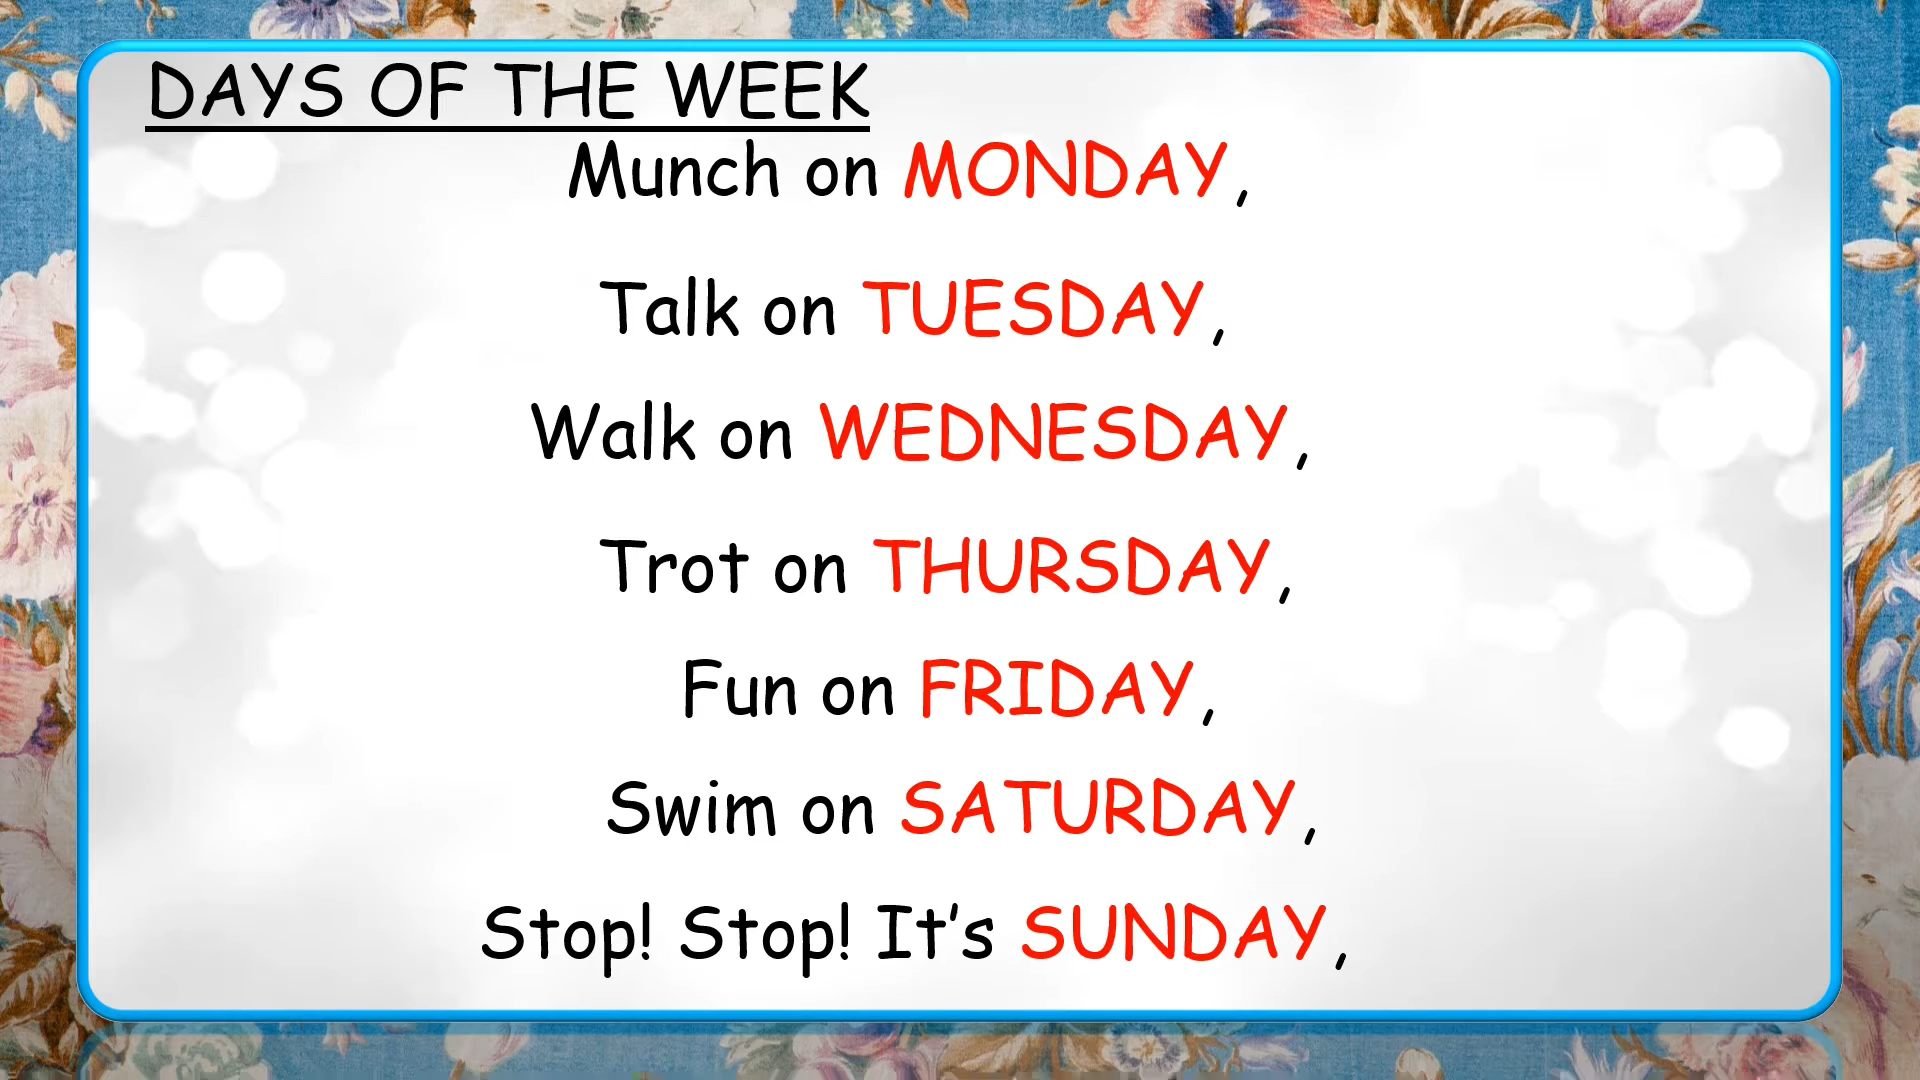 DAYS OF THE WEEK
Munch on MONDAY,
Talk on TUESDAY,
Walk on WEDNESDAY,
Trot on THURSDAY,
Fun on FRIDAY,
Swim on SATURDAY,
Stop! Stop! It’s SUNDAY,